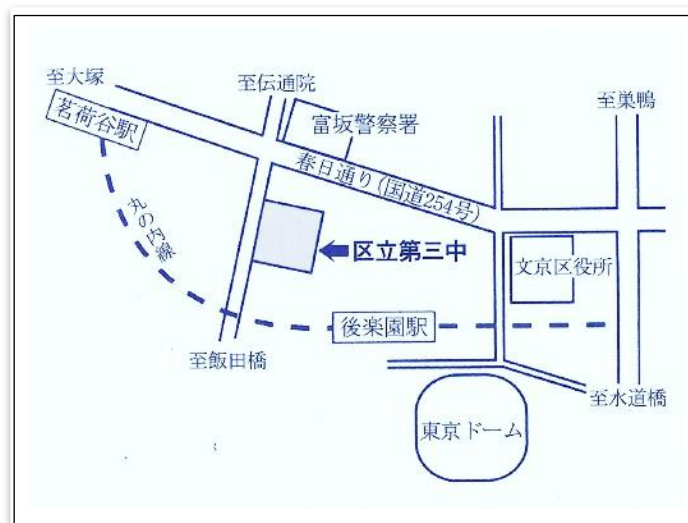 至大塚
茗荷谷駅
至伝通院
富坂警察署
至巣鴨
春日通り(国道254号)
丸の内線
区立第三中
文京区役所
後楽園駅
至飯田橋
至水道橋
東京ドーム